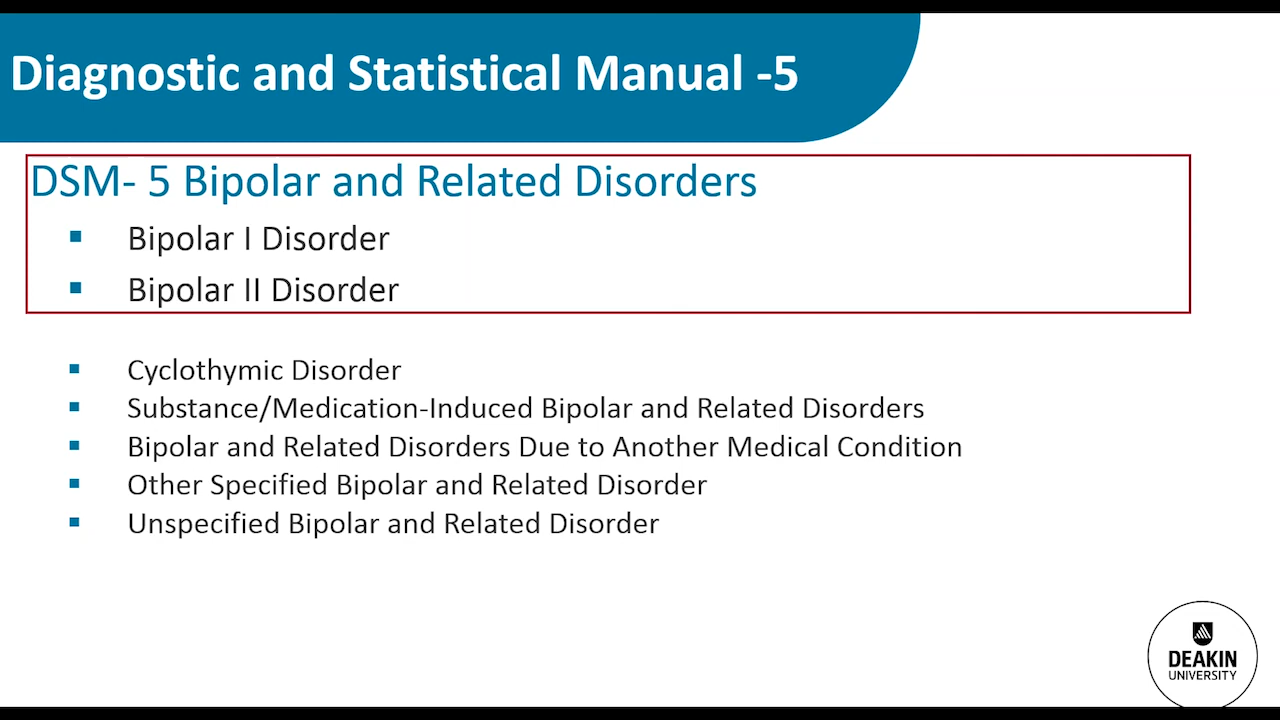 Diagnostic and Statistical Manual -5
DSM- 5 Bipolar and Related Disorders
▪ Bipolar I Disorder
▪ Bipolar II Disorder
▪ Cyclothymic Disorder
▪ Substance/Medication-Induced Bipolar and Related Disorders
▪ Bipolar and Related Disorders Due to Another Medical Condition
▪ Other Specified Bipolar and Related Disorder
▪ Unspecified Bipolar and Related Disorder
DEAKIN
UNIVERSITY